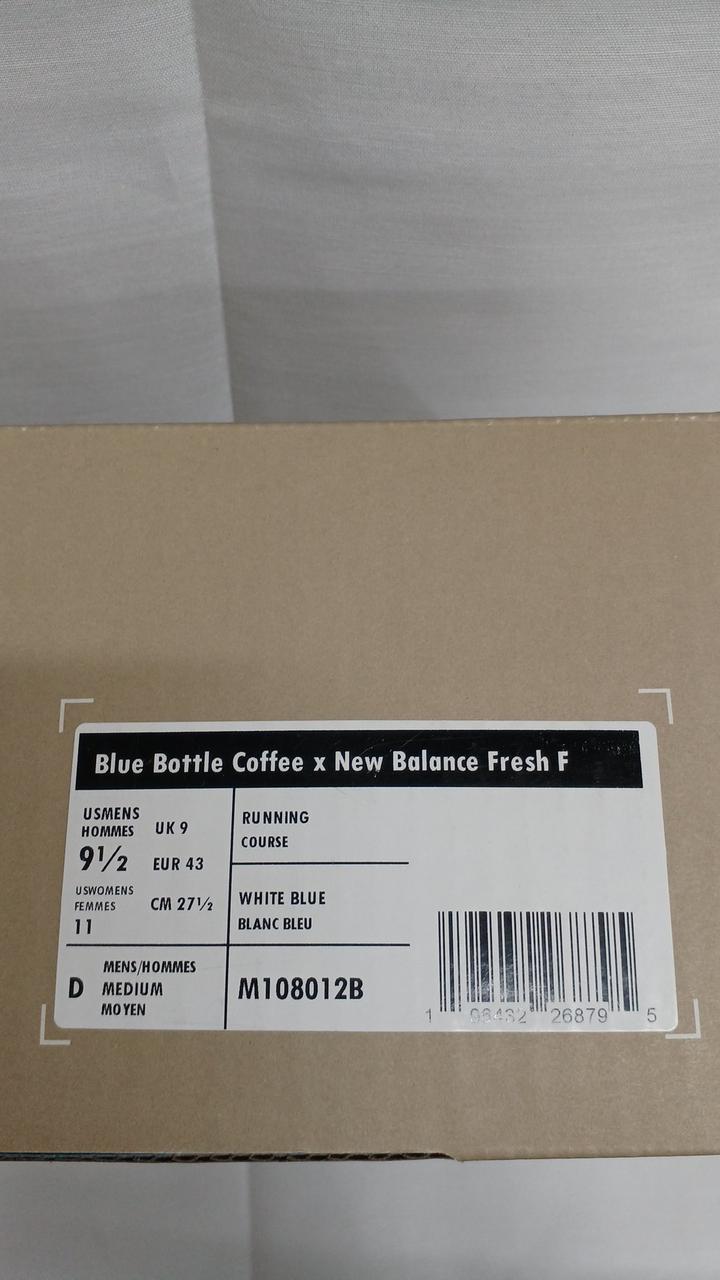 Blue Bottle Coffee x New Balance Fresh F
USMENS
HOMMES
9½
UK 9
EUR 43
USWOMENS
FEMMES
11
CM 27½
RUNNING
COURSE
WHITE BLUE
BLANC BLEU
D
MENS/HOMMES
MEDIUM
MOYEN
M108012B
1 96432 26879 5